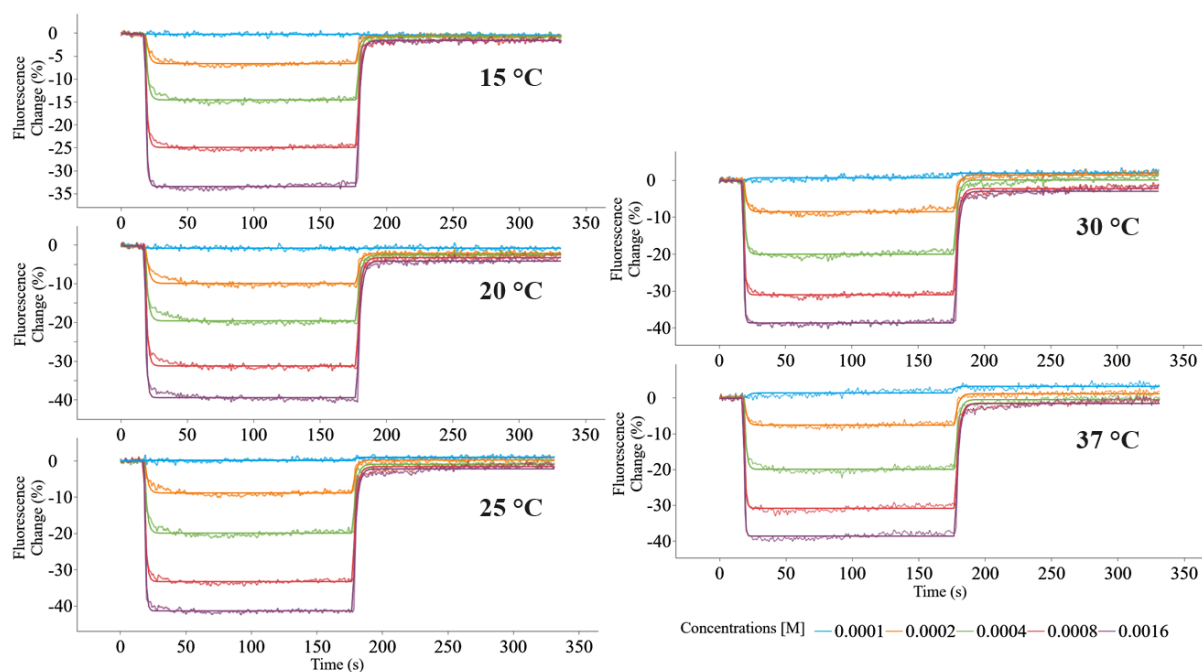 Fluorescence
Change (%)
0
-5
-10
-15
-20
-25
-30
-35
15 °C
0 50 100 150 200 250 300 350
Fluorescence
Change (%)
0
-10
-20
-30
-40
20 °C
0 50 100 150 200 250 300 350
Fluorescence
Change (%)
0
-10
-20
-30
-40
25 °C
0 50 100 150 200 250 300 350
Time (s)
Fluorescence
Change (%)
0
-10
-20
-30
-40
30 °C
0 50 100 150 200 250 300 350
Fluorescence
Change (%)
0
-10
-20
-30
-40
37 °C
0 50 100 150 200 250 300 350
Time (s)
Concentrations [M] 0.0001 0.0002 0.0004 0.0008 0.0016